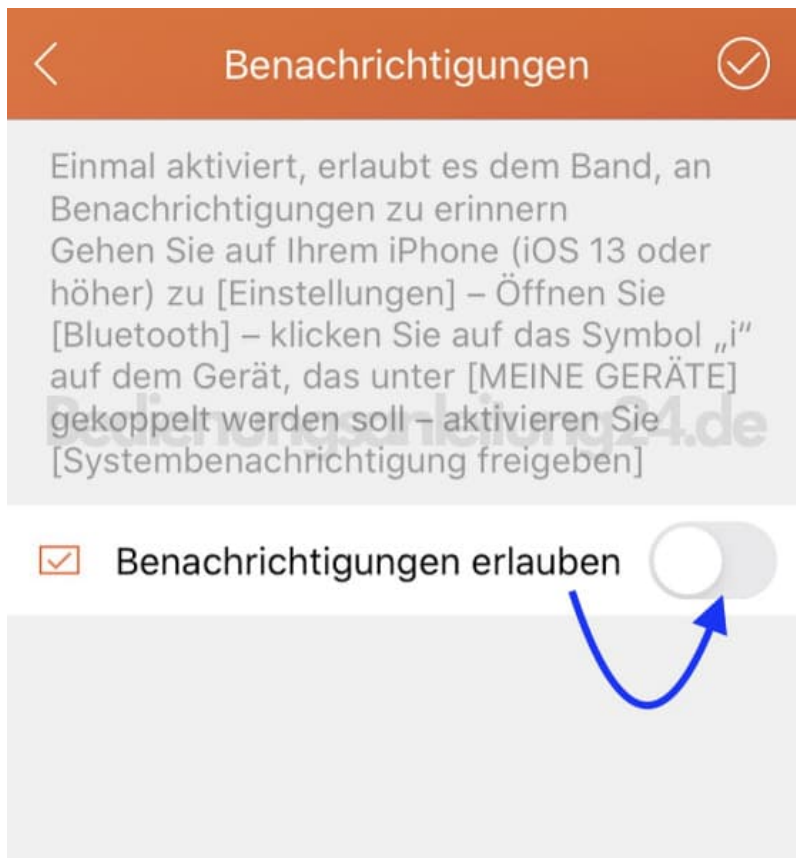 Benachrichtigungen
Einmal aktiviert, erlaubt es dem Band, an
Benachrichtigungen zu erinnern
Gehen Sie auf Ihrem iPhone (iOS 13 oder
höher) zu [Einstellungen] – Öffnen Sie
[Bluetooth] – klicken Sie auf das Symbol „i“
auf dem Gerät, das unter [MEINE GERÄTE]
gekoppelt werden soll – aktivieren Sie
Bedienungsanleitung24.de
[Systembenachrichtigung freigeben]
Benachrichtigungen erlauben